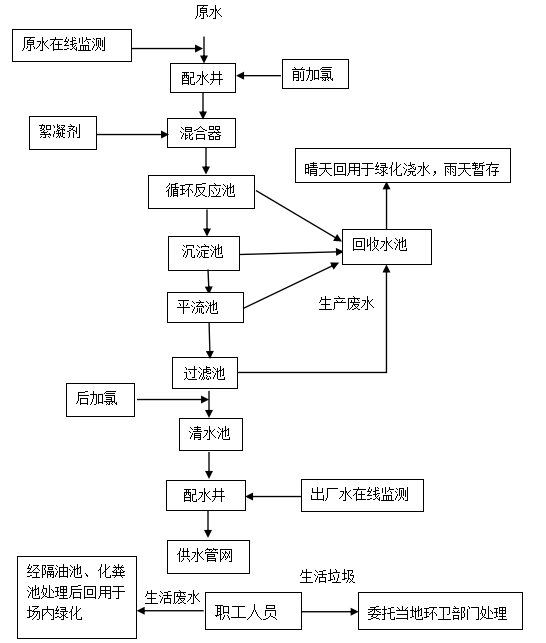 原水
原水在线监测
配水井
前加氯
絮凝剂
混合器
循环反应池
晴天回用于绿化浇水，雨天暂存
沉淀池
回收水池
平流池
生产废水
过滤池
后加氯
清水池
配水井
出厂水在线监测
供水管网
经隔油池、化粪
池处理后回用于
场内绿化
生活废水
职工人员
生活垃圾
委托当地环卫部门处理